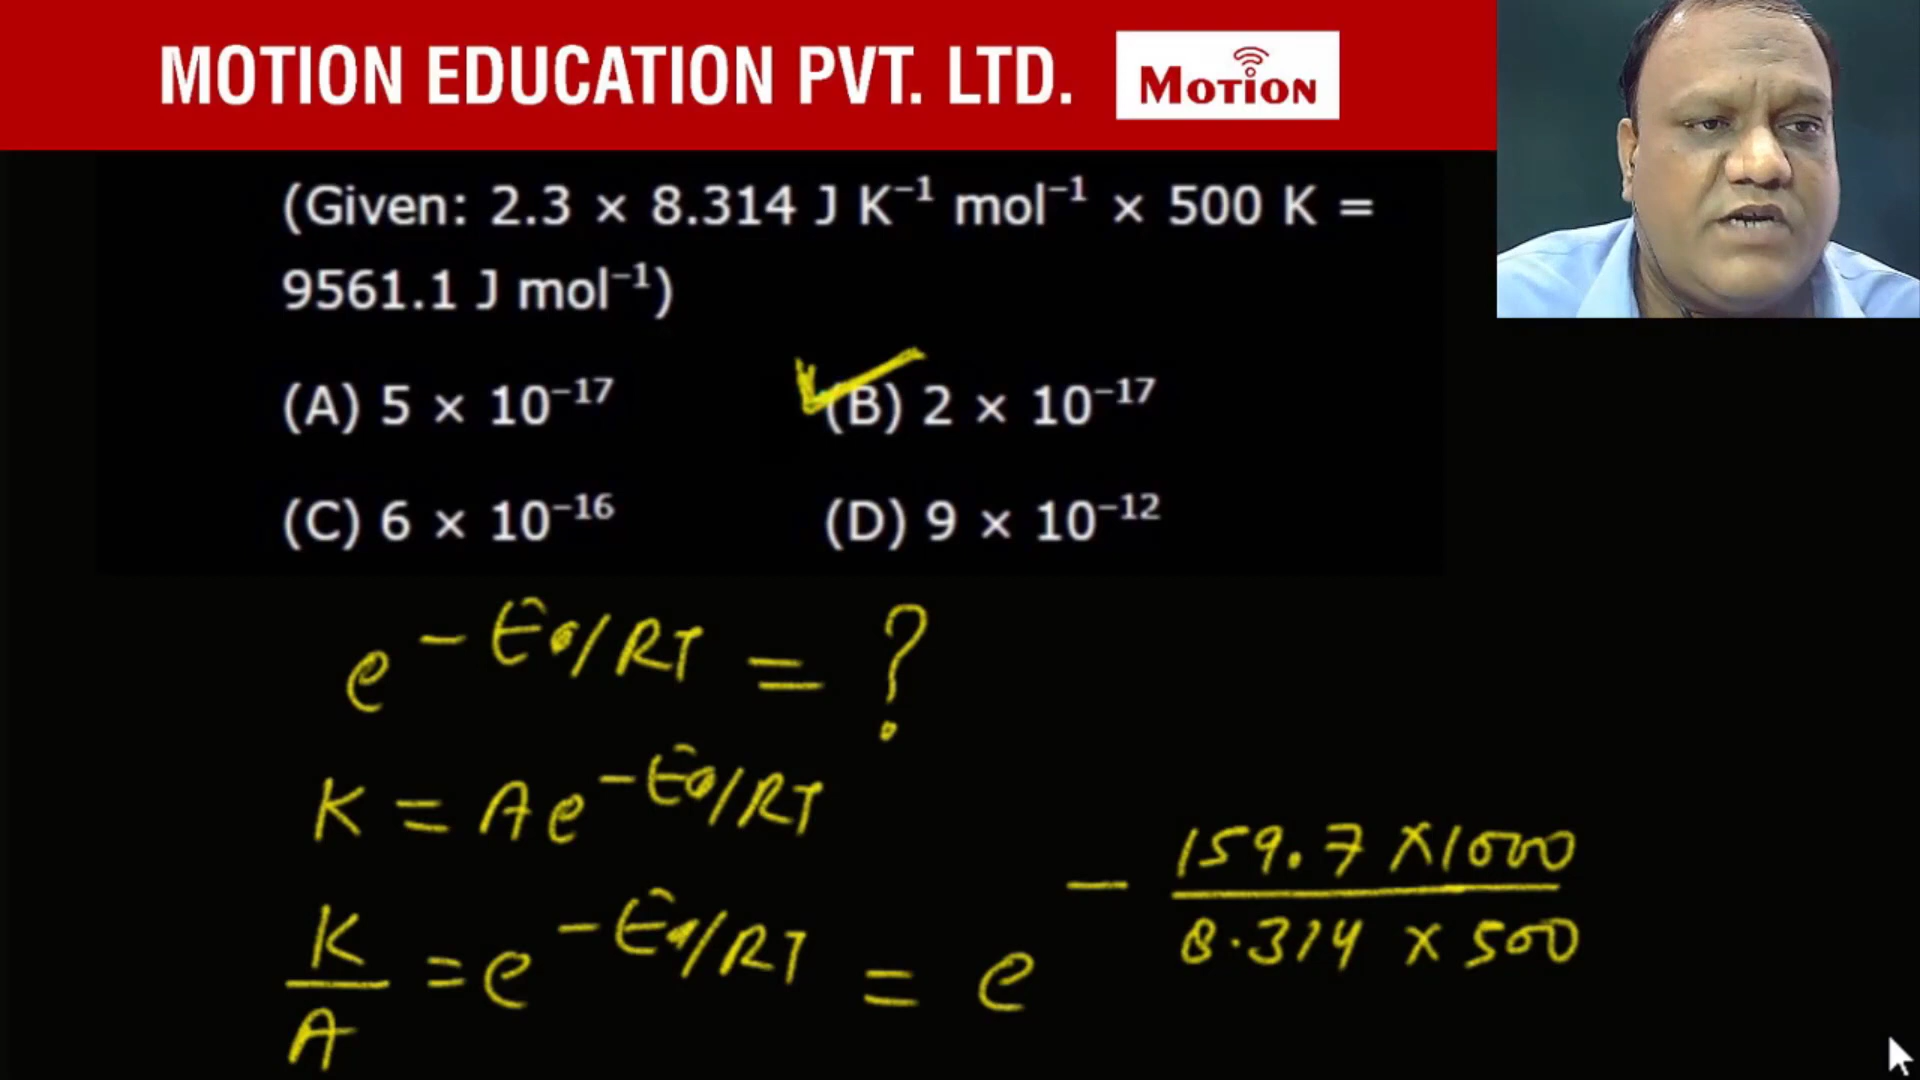 MOTION EDUCATION PVT. LTD. MOTION
(Given: 2.3 × 8.314 J K⁻¹ mol⁻¹ × 500 K =
9561.1 J mol⁻¹)
(A) 5 × 10⁻¹⁷ (B) 2 × 10⁻¹⁷
(C) 6 × 10⁻¹⁶ (D) 9 × 10⁻¹²
e^(-Ea/RT) = ?
K = Ae^(-Ea/RT)
K/A = e^(-Ea/RT) = e^(-(159.7 × 1000)/(8.314 × 500))